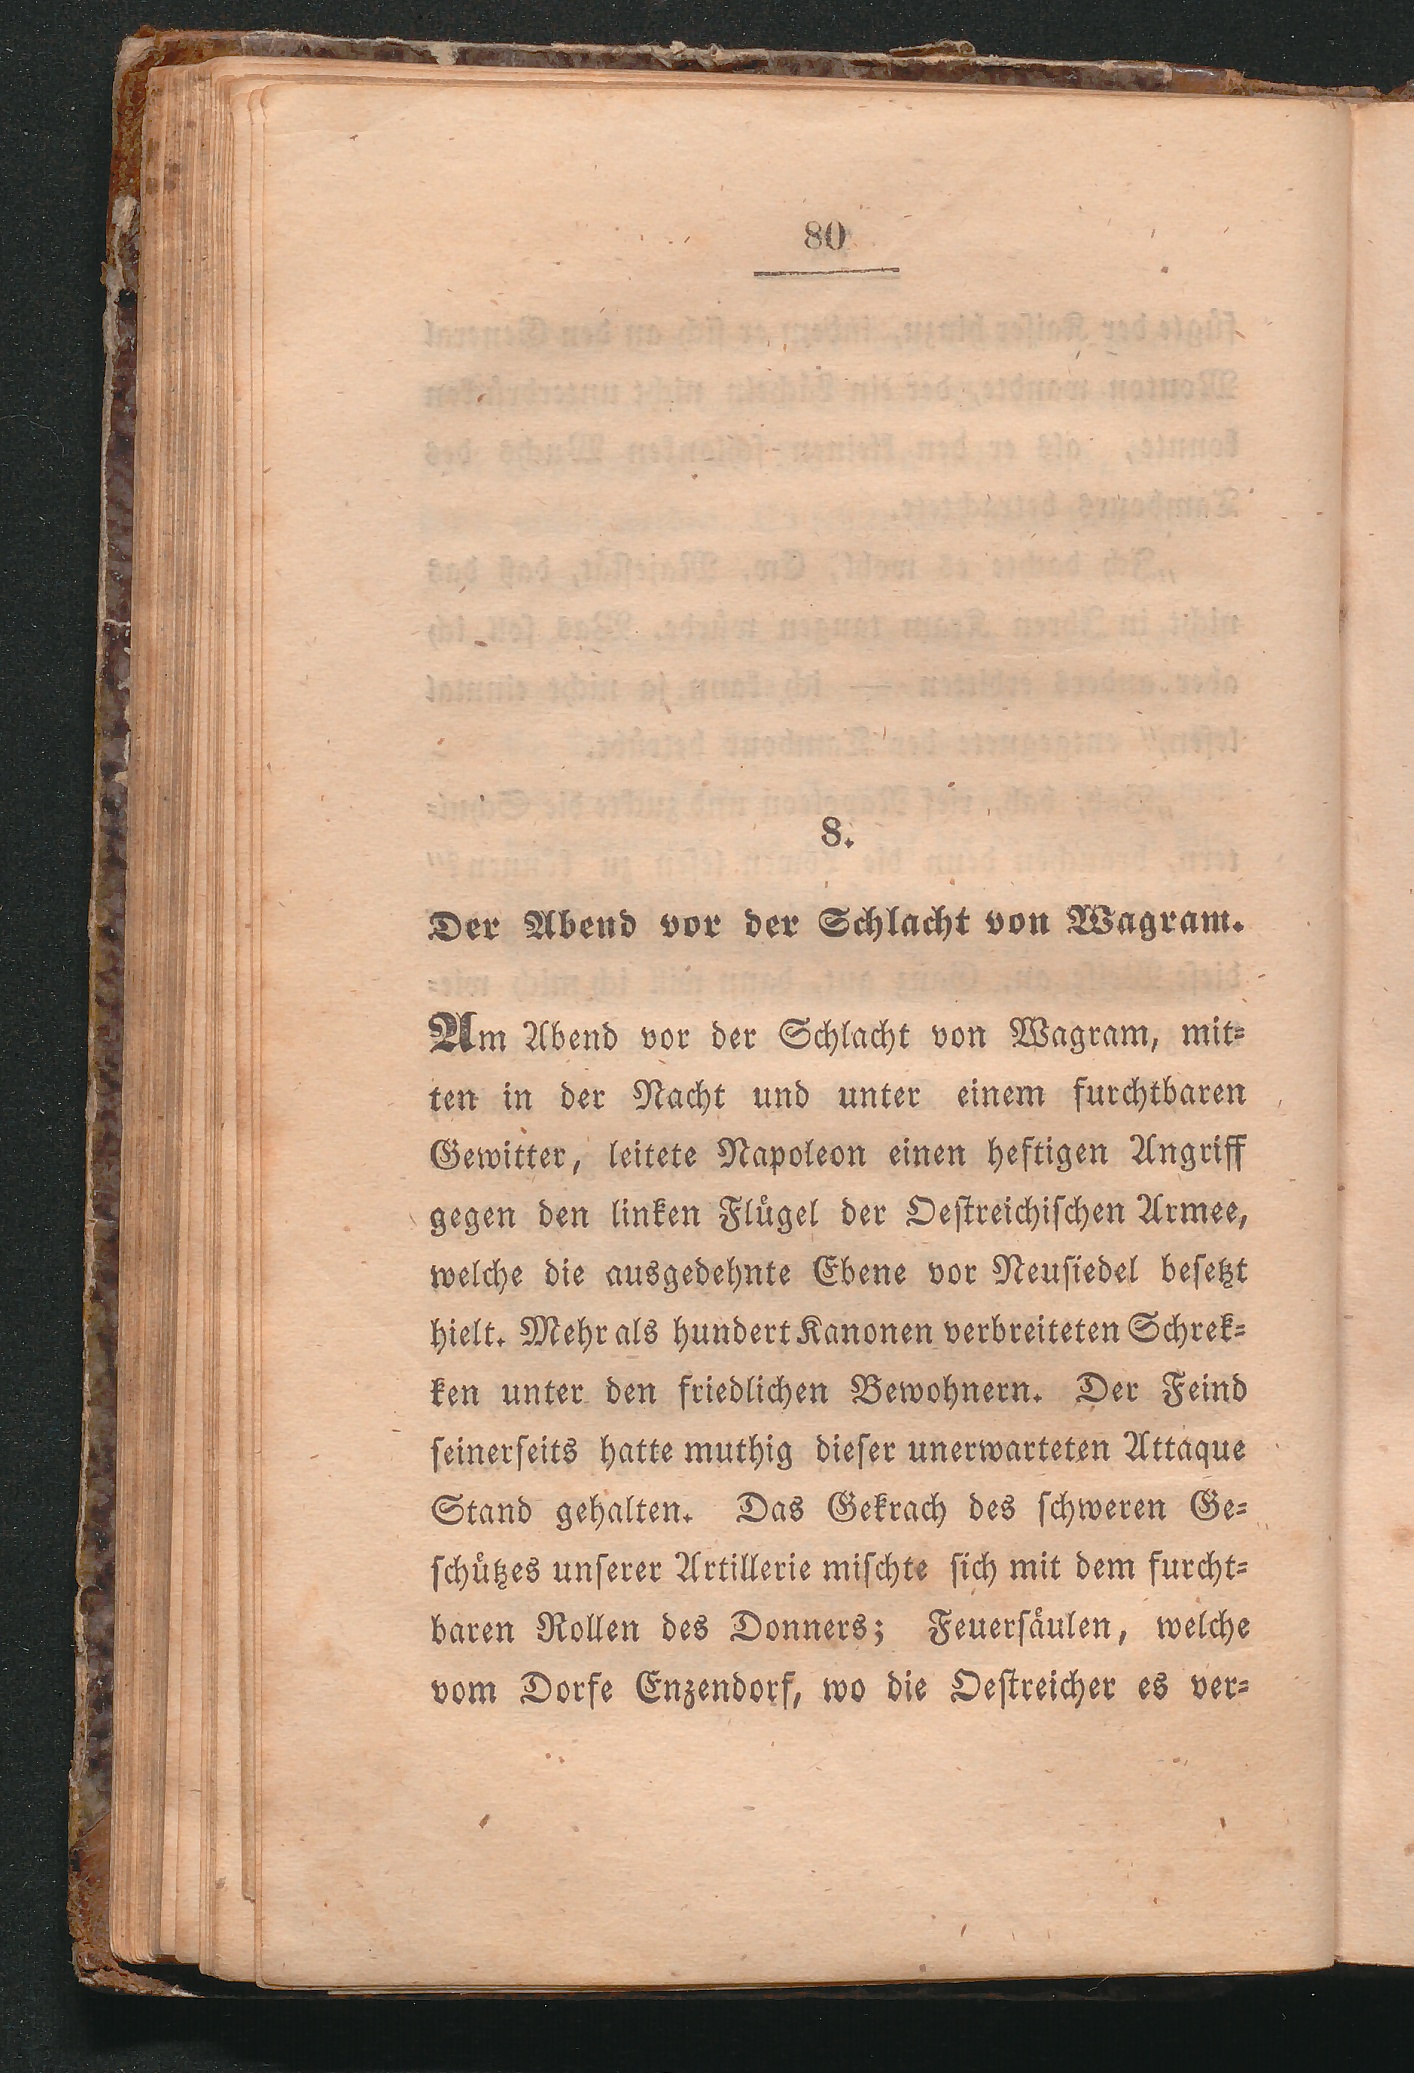 80
8.
Der Abend vor der Schlacht von Wagram.
Am Abend vor der Schlacht von Wagram, mit-
ten in der Nacht und unter einem furchtbaren
Gewitter, leitete Napoleon einen heftigen Angriff
gegen den linken Flügel der Oestreichischen Armee,
welche die ausgedehnte Ebene vor Neusiedel besetzt
hielt. Mehr als hundert Kanonen verbreiteten Schrek-
ken unter den friedlichen Bewohnern. Der Feind
seinerseits hatte muthig dieser unerwarteten Attaque
Stand gehalten. Das Gekrach des schweren Ge-
schützes unserer Artillerie mischte sich mit dem furcht-
baren Rollen des Donners; Feuersäulen, welche
vom Dorfe Enzendorf, wo die Oestreicher es ver-